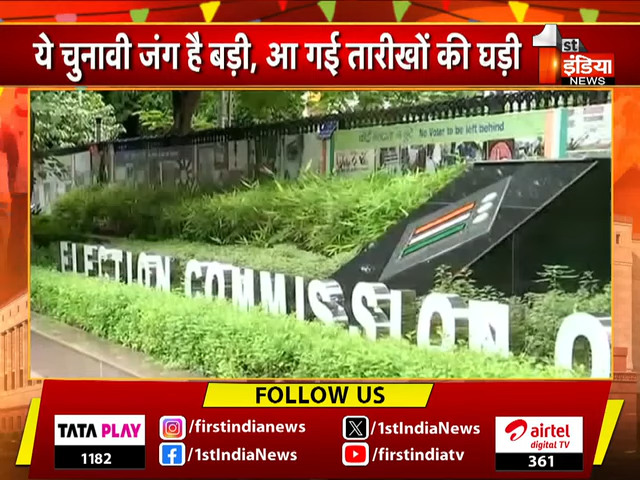 ये चुनावी जंग है बड़ी, आ गई तारीखों की घड़ी
1st
इंडिया
NEWS
No Voter to be left behind
ELECTION COMMISSION O
FOLLOW US
TATA PLAY
1182
/firstindianews
/1stIndiaNews
/1stIndiaNews
/firstindiatv
airtel
digital TV
361